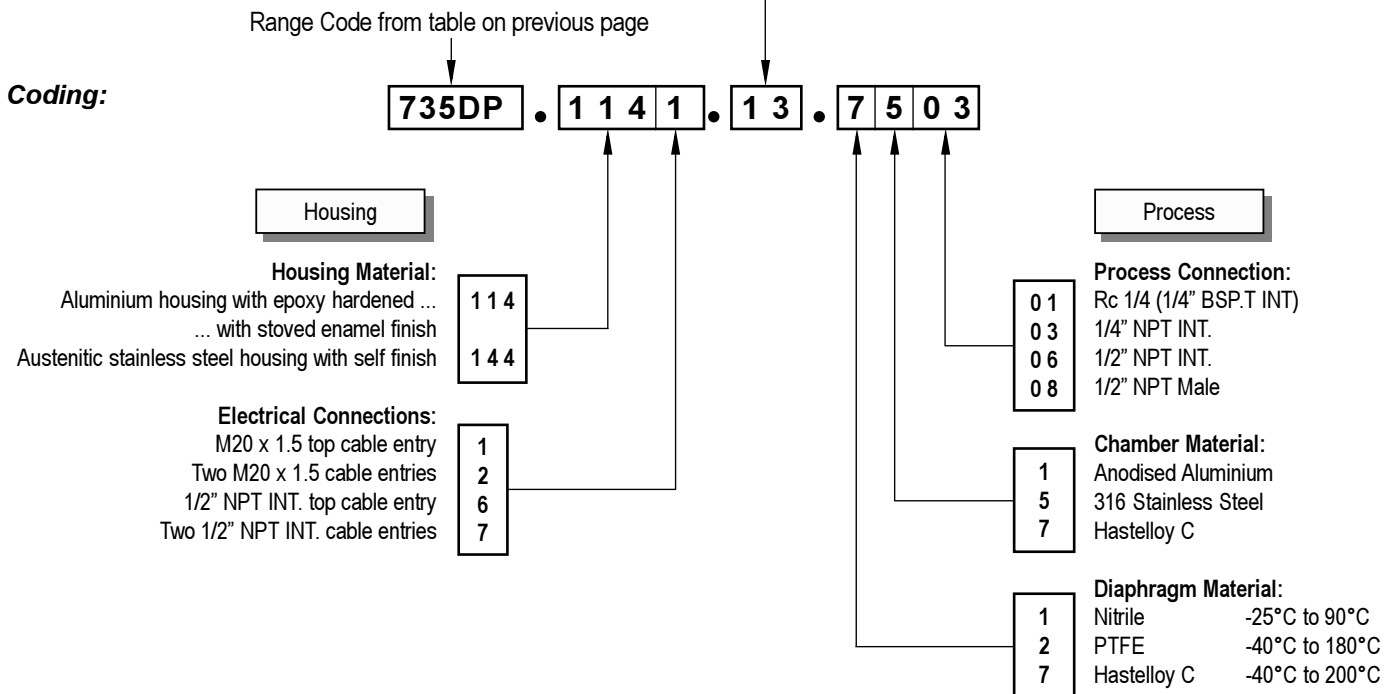 Range Code from table on previous page
Coding:
735DP . 1 1 4 1 . 1 3 . 7 5 0 3
Housing
Housing Material:
Aluminium housing with epoxy hardened ... 1 1 4
... with stoved enamel finish
Austenitic stainless steel housing with self finish 1 4 4
Electrical Connections:
M20 x 1.5 top cable entry 1
Two M20 x 1.5 cable entries 2
1/2” NPT INT. top cable entry 6
Two 1/2” NPT INT. cable entries 7
Process
Process Connection:
0 1 Rc 1/4 (1/4” BSP.T INT)
0 3 1/4” NPT INT.
0 6 1/2” NPT INT.
0 8 1/2” NPT Male
Chamber Material:
1 Anodised Aluminium
5 316 Stainless Steel
7 Hastelloy C
Diaphragm Material:
1 Nitrile -25°C to 90°C
2 PTFE -40°C to 180°C
7 Hastelloy C -40°C to 200°C